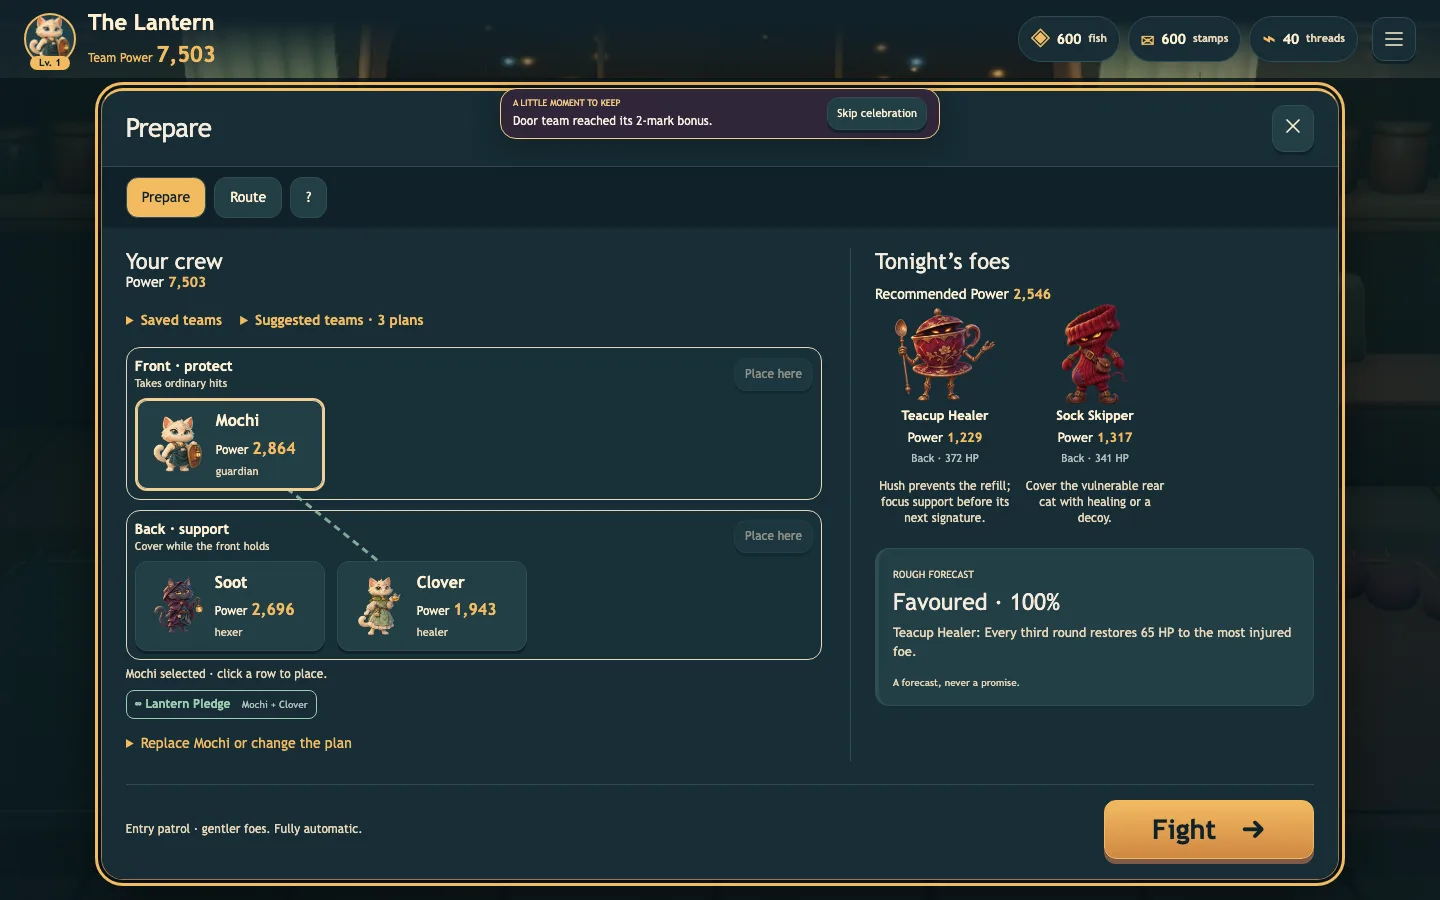 The Lantern
Team Power 7,503
Lv. 1
600 fish
600 stamps
40 threads
A LITTLE MOMENT TO KEEP
Door team reached its 2-mark bonus.
Skip celebration
Prepare
Prepare
Route
?
Your crew
Power 7,503
Saved teams
Suggested teams · 3 plans
Front · protect
Takes ordinary hits
Place here
Mochi
Power 2,864
guardian
Back · support
Cover while the front holds
Place here
Soot
Power 2,696
hexer
Clover
Power 1,943
healer
Mochi selected · click a row to place.
Lantern Pledge Mochi + Clover
Replace Mochi or change the plan
Tonight’s foes
Recommended Power 2,546
Teacup Healer
Power 1,229
Back · 372 HP
Hush prevents the refill;
focus support before its
next signature.
Sock Skipper
Power 1,317
Back · 341 HP
Cover the vulnerable rear
cat with healing or a
decoy.
ROUGH FORECAST
Favoured · 100%
Teacup Healer: Every third round restores 65 HP to the most injured
foe.
A forecast, never a promise.
Entry patrol · gentler foes. Fully automatic.
Fight →